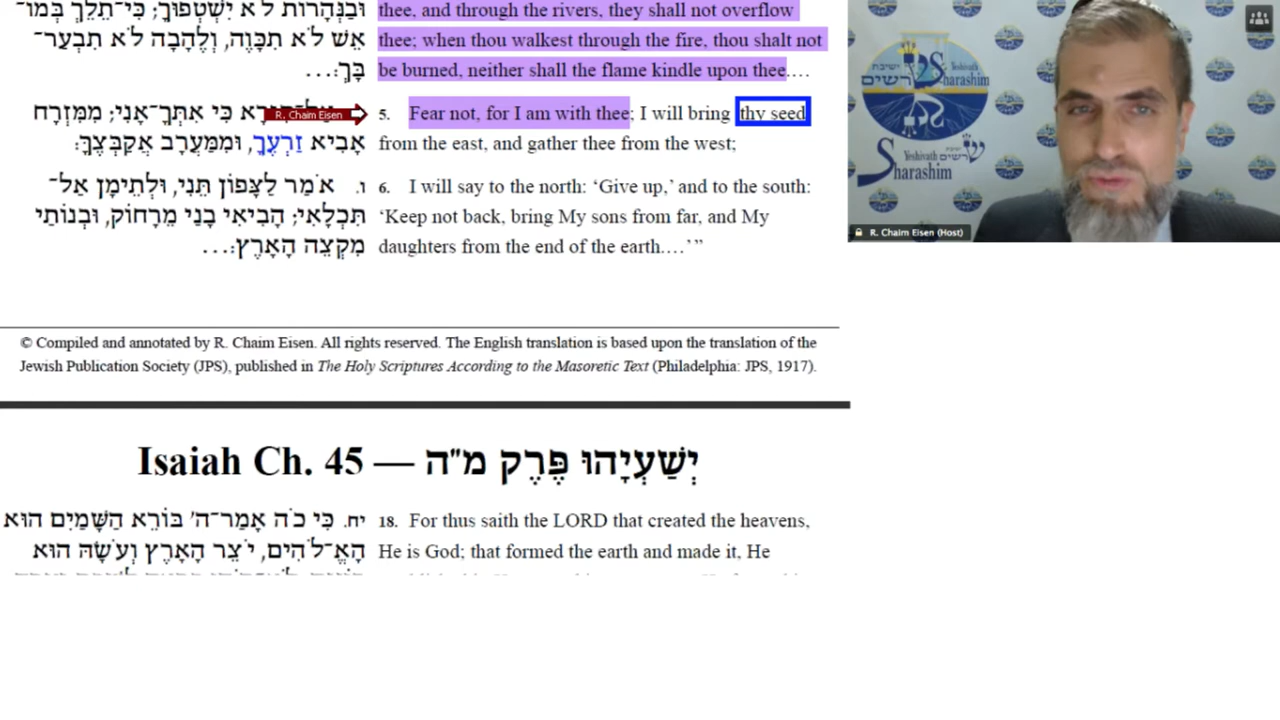 וּבַנְּהָרוֹת לֹא יִשְׁטְפוּךָ; כִּי־תֵלֵךְ בְּמוֹ־
thee, and through the rivers, they shall not overflow
אֵשׁ לֹא תִכָּוֶה, וְלֶהָבָה לֹא תִבְעַר־
thee; when thou walkest through the fire, thou shalt not
בָּךְ:...
be burned, neither shall the flame kindle upon thee....
כִּי אִתְּךָ־אָנִי; מִמִּזְרָח
R. Chaim Eisen
5. Fear not, for I am with thee; I will bring thy seed
אָבִיא זַרְעֶךָ, וּמִמַּעֲרָב אֲקַבְּצֶךָּ:
from the east, and gather thee from the west;
ו. אֹמַר לַצָּפוֹן תֵּנִי, וּלְתֵימָן אַל־
6. I will say to the north: ‘Give up,’ and to the south:
תִּכְלָאִי; הָבִיאִי בָנַי מֵרָחוֹק, וּבְנוֹתַי
‘Keep not back, bring My sons from far, and My
מִקְצֵה הָאָרֶץ:...
daughters from the end of the earth....’”
© Compiled and annotated by R. Chaim Eisen. All rights reserved. The English translation is based upon the translation of the
Jewish Publication Society (JPS), published in The Holy Scriptures According to the Masoretic Text (Philadelphia: JPS, 1917).
Isaiah Ch. 45 — יְשַׁעְיָהוּ פֶּרֶק מ"ה
יח. כִּי כֹה אָמַר־ה' בּוֹרֵא הַשָּׁמַיִם הוּא
18. For thus saith the LORD that created the heavens,
הָאֱ־לֹהִים, יֹצֵר הָאָרֶץ וְעֹשָׂהּ הוּא
He is God; that formed the earth and made it, He
ישיבת שרשים
Yeshivath Sharashim
Yeshivath ישיבת שרשים
Sharashim
R. Chaim Eisen (Host)